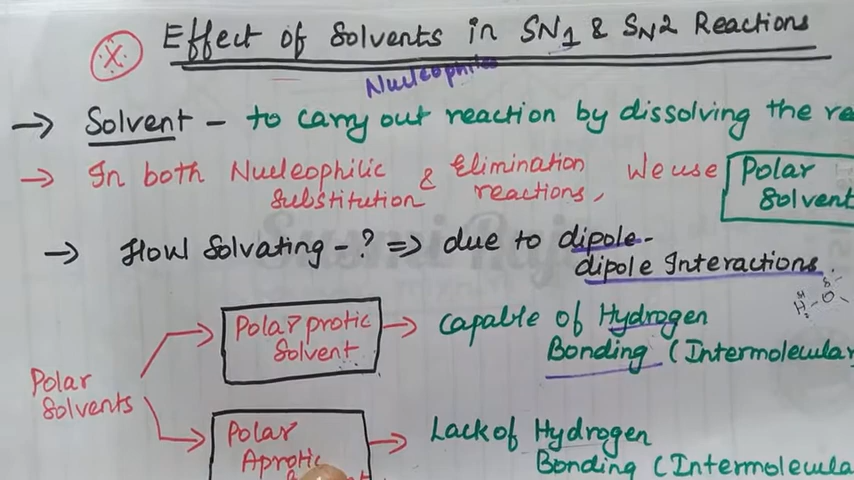 Effect of Solvents in SN1 & SN2 Reactions
Nucleophiles
→ Solvent - to carry out reaction by dissolving the re
→ In both Nucleophilic substitution & Elimination reactions, We use Polar Solvent
→ How Solvating - ? ⇒ due to dipole-
dipole Interactions.
Polar Solvents
Polar protic Solvent → Capable of Hydrogen
Bonding (Intermolecular
Polar Aprotic → Lack of Hydrogen
Bonding (Intermolecular